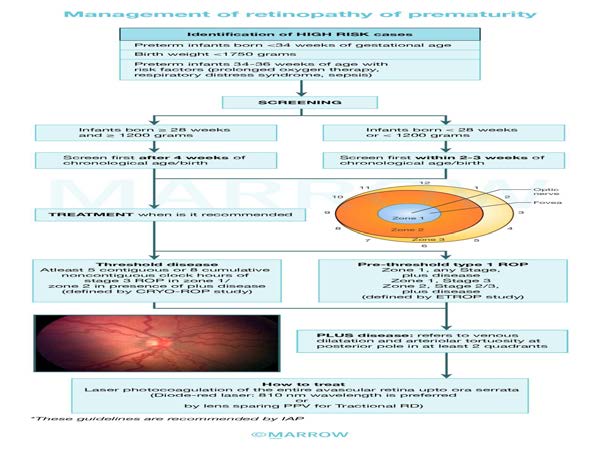 Management of retinopathy of prematurity
Identification of HIGH RISK cases
Preterm infants born <34 weeks of gestational age
Birth weight <1750 grams
Preterm infants 34-36 weeks of age with
risk factors (prolonged oxygen therapy,
respiratory distress syndrome, sepsis)
SCREENING
Infants born ≥ 28 weeks
and ≥ 1200 grams
Infants born < 28 weeks
or < 1200 grams
Screen first after 4 weeks of
chronological age/birth
Screen first within 2-3 weeks of
chronological age/birth
MARROW
TREATMENT when is it recommended
12
11
1
10
2
9
3
8
4
7
5
6
Optic
nerve
Fovea
Zone 1
Zone 2
Zone 3
Threshold disease
Atleast 5 contiguous or 8 cumulative
noncontiguous clock hours of
stage 3 ROP in zone 1/
zone 2 in presence of plus disease
(defined by CRYO-ROP study)
Pre-threshold type 1 ROP
Zone 1, any Stage,
plus disease
Zone 1, Stage 3
Zone 2, Stage 2/3,
plus disease
(defined by ETROP study)
PLUS disease: refers to venous
dilatation and arteriolar tortuosity at
posterior pole in at least 2 quadrants
How to treat
Laser photocoagulation of the entire avascular retina upto ora serrata
(Diode-red laser: 810 nm wavelength is preferred
or
by lens sparing PPV for Tractional RD)
*These guidelines are recommended by IAP
©MARROW